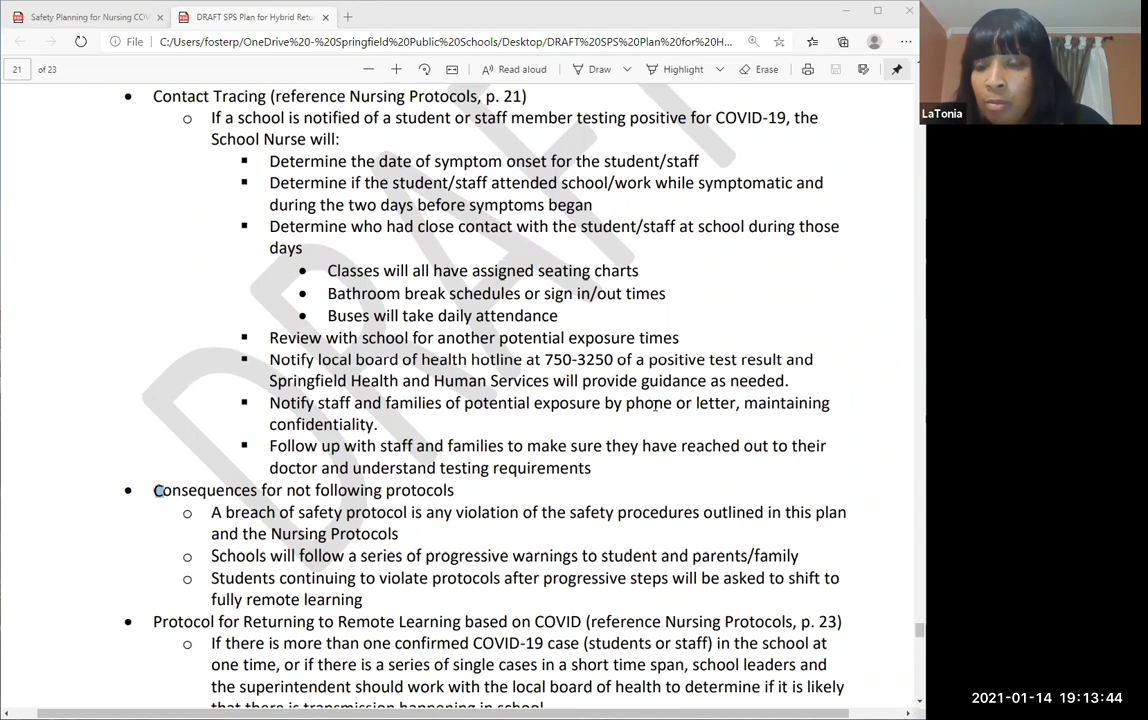 Safety Planning for Nursing COV
DRAFT SPS Plan for Hybrid Retu
File
C:/Users/fosterp/OneDrive%20-%20Springfield%20Public%20Schools/Desktop/DRAFT%20SPS%20Plan%20for%20H...
21 of 23
Read aloud
Draw
Highlight
Erase
LaTonia
DRAFT
• Contact Tracing (reference Nursing Protocols, p. 21)
o If a school is notified of a student or staff member testing positive for COVID-19, the
School Nurse will:
▪ Determine the date of symptom onset for the student/staff
▪ Determine if the student/staff attended school/work while symptomatic and
during the two days before symptoms began
▪ Determine who had close contact with the student/staff at school during those
days
• Classes will all have assigned seating charts
• Bathroom break schedules or sign in/out times
• Buses will take daily attendance
▪ Review with school for another potential exposure times
▪ Notify local board of health hotline at 750-3250 of a positive test result and
Springfield Health and Human Services will provide guidance as needed.
▪ Notify staff and families of potential exposure by phone or letter, maintaining
confidentiality.
▪ Follow up with staff and families to make sure they have reached out to their
doctor and understand testing requirements
• Consequences for not following protocols
o A breach of safety protocol is any violation of the safety procedures outlined in this plan
and the Nursing Protocols
o Schools will follow a series of progressive warnings to student and parents/family
o Students continuing to violate protocols after progressive steps will be asked to shift to
fully remote learning
• Protocol for Returning to Remote Learning based on COVID (reference Nursing Protocols, p. 23)
o If there is more than one confirmed COVID-19 case (students or staff) in the school at
one time, or if there is a series of single cases in a short time span, school leaders and
the superintendent should work with the local board of health to determine if it is likely
that there is transmission happening in school
2021-01-14 19:13:44